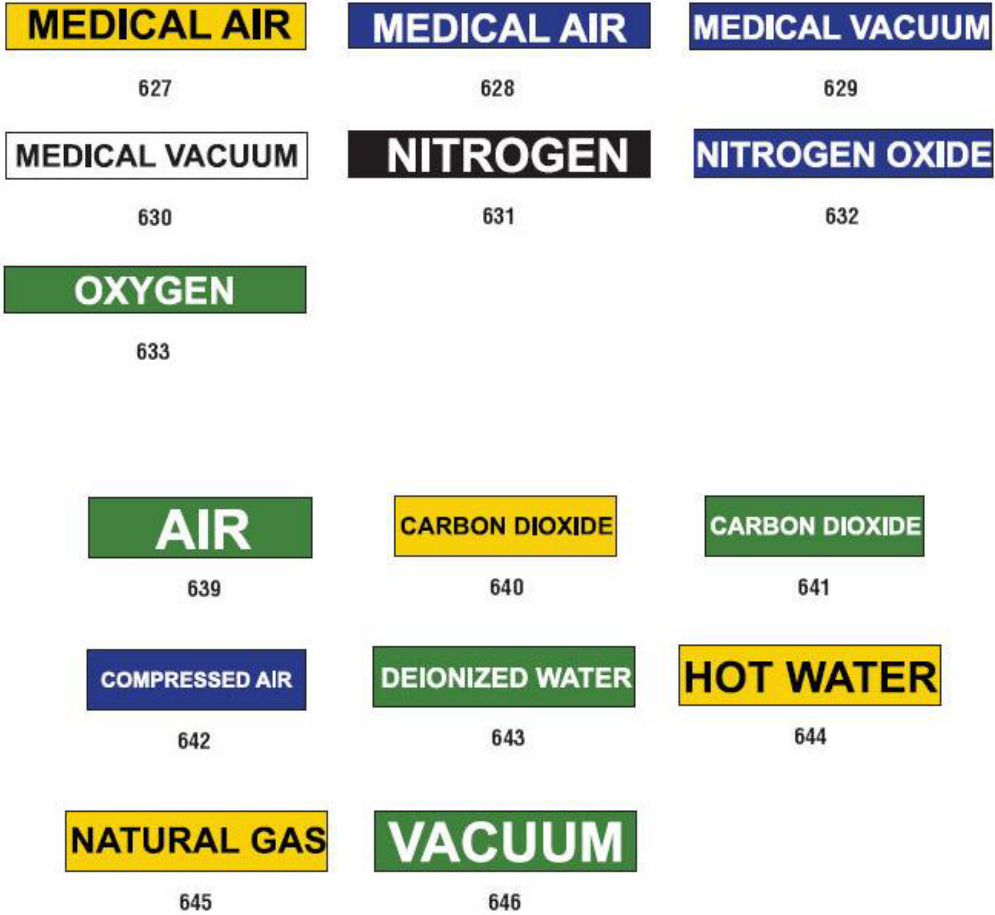 MEDICAL AIR
MEDICAL AIR
MEDICAL VACUUM
627
628
629
MEDICAL VACUUM
NITROGEN
NITROGEN OXIDE
630
631
632
OXYGEN
633
AIR
CARBON DIOXIDE
CARBON DIOXIDE
639
640
641
COMPRESSED AIR
DEIONIZED WATER
HOT WATER
642
643
644
NATURAL GAS
VACUUM
645
646